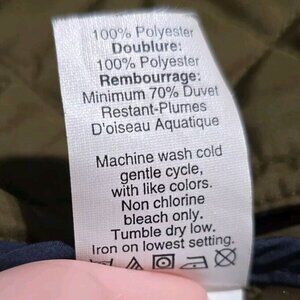 100% Polyester
Doublure:
100% Polyester
Rembourrage:
Minimum 70% Duvet
Restant-Plumes
D'oiseau Aquatique
Machine wash cold
gentle cycle,
with like colors.
Non chlorine
bleach only.
Tumble dry low.
Iron on lowest setting.